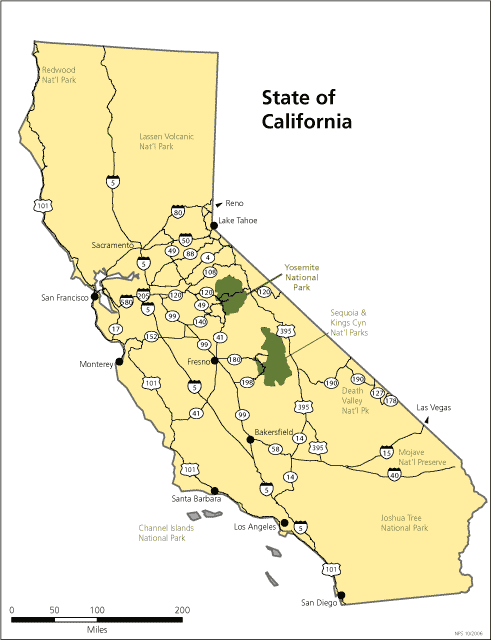 State of
California
Redwood
Nat'l Park
Lassen Volcanic
Nat'l Park
5
101
80
Reno
Lake Tahoe
50
Sacramento
49
88
4
5
108
Yosemite
National
Park
San Francisco
580
205
120
120
120
5
49
99
140
395
Sequoia &
Kings Cyn
Nat'l Parks
17
152
99
41
Monterey
Fresno
180
101
5
198
190
190
Death
Valley
Nat'l Pk
127
178
41
99
395
Las Vegas
Bakersfield
14
58
395
15
Mojave
Nat'l Preserve
101
14
40
Santa Barbara
5
Joshua Tree
National Park
Channel Islands
National Park
Los Angeles
5
101
San Diego
0 50 100 200
Miles
NPS 10/2006